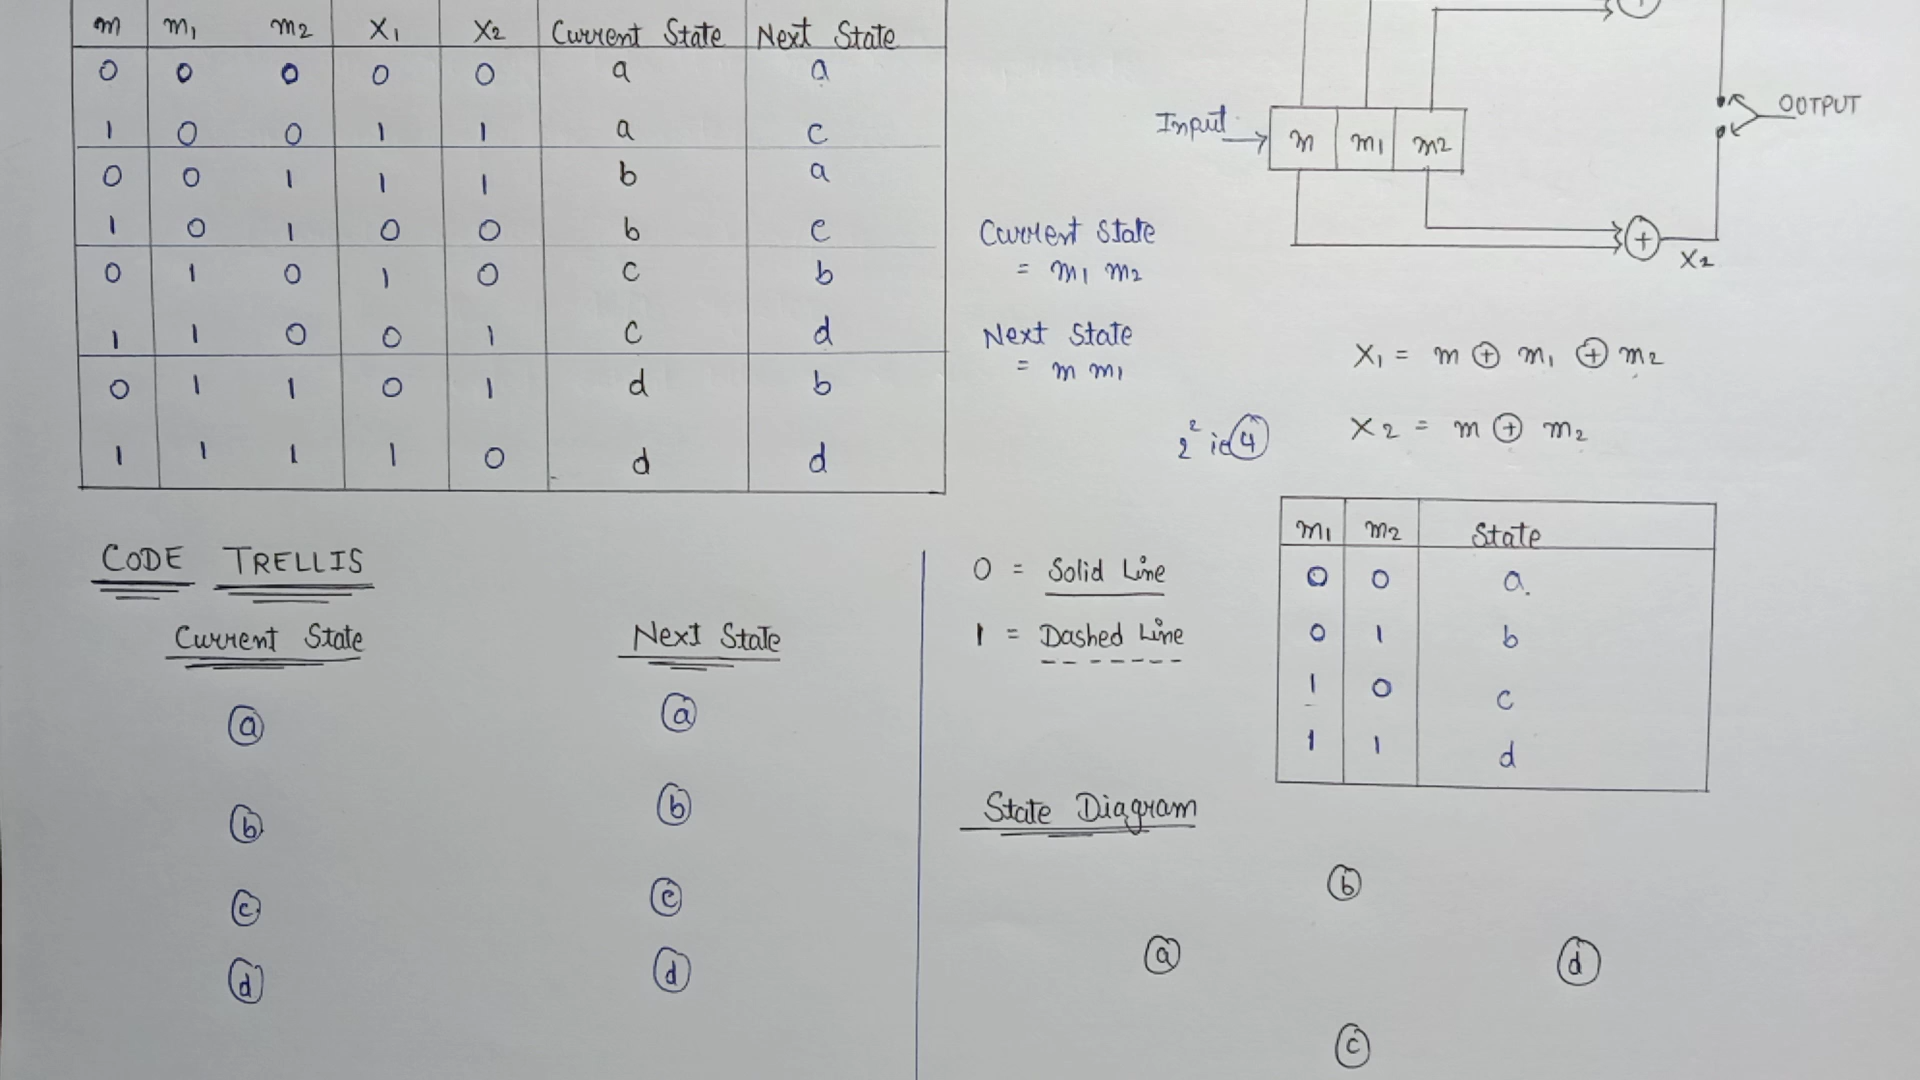 m m1 m2 X1 X2 Current State Next State
0 0 0 0 0 a a
1 0 0 1 1 a c
0 0 1 1 1 b a
1 0 1 0 0 b c
0 1 0 1 0 c b
1 1 0 0 1 c d
0 1 1 0 1 d b
1 1 1 1 0 d d
+
Input
m m1 m2
OUTPUT
+
X2
Current State
= m1 m2
Next State
= m m1
X1 = m ⊕ m1 ⊕ m2
2² ie 4
X2 = m ⊕ m2
m1 m2 State
0 0 a.
0 1 b
1 0 c
1 1 d
CODE TRELLIS
Current State Next State
a a
b b
c c
d d
0 = Solid Line
1 = Dashed Line
State Diagram
b
a d
c